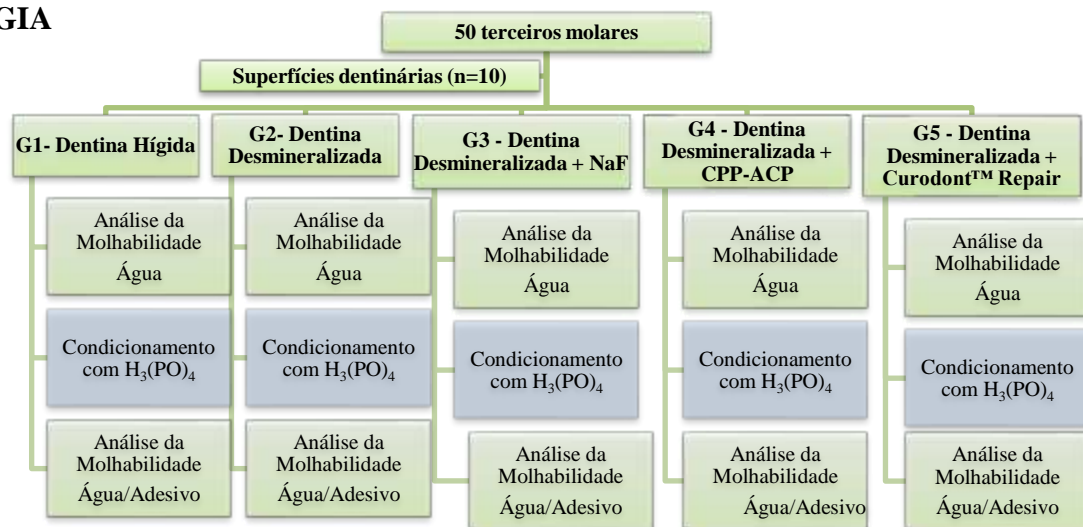 GIA
50 terceiros molares
Superfícies dentinárias (n=10)
G1- Dentina Hígida
G2- Dentina
Desmineralizada
G3 - Dentina
Desmineralizada + NaF
G4 - Dentina
Desmineralizada +
CPP-ACP
G5 - Dentina
Desmineralizada +
Curodont™ Repair
Análise da
Molhabilidade
Água
Condicionamento
com H₃(PO)₄
Análise da
Molhabilidade
Água/Adesivo
Análise da
Molhabilidade
Água
Condicionamento
com H₃(PO)₄
Análise da
Molhabilidade
Água/Adesivo
Análise da
Molhabilidade
Água
Condicionamento
com H₃(PO)₄
Análise da
Molhabilidade
Água/Adesivo
Análise da
Molhabilidade
Água
Condicionamento
com H₃(PO)₄
Análise da
Molhabilidade
Água/Adesivo
Análise da
Molhabilidade
Água
Condicionamento
com H₃(PO)₄
Análise da
Molhabilidade
Água/Adesivo